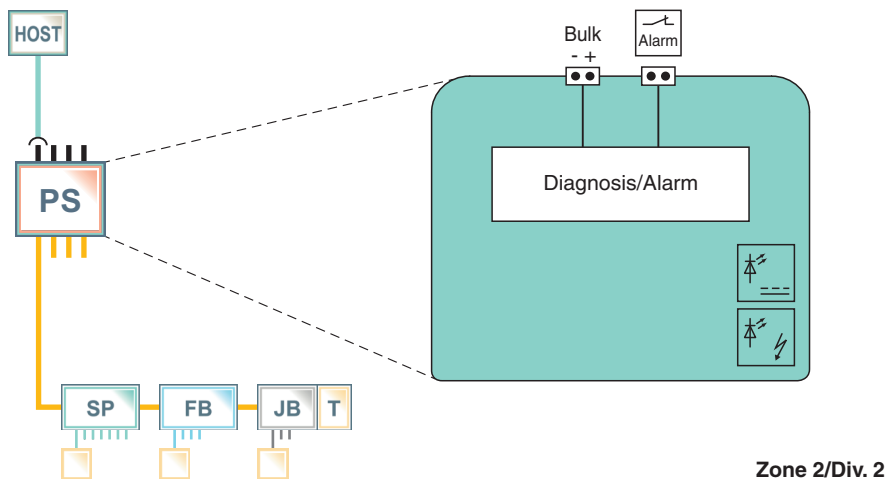 HOST
Bulk
- +
Alarm
PS
Diagnosis/Alarm
SP
FB
JB
T
Zone 2/Div. 2